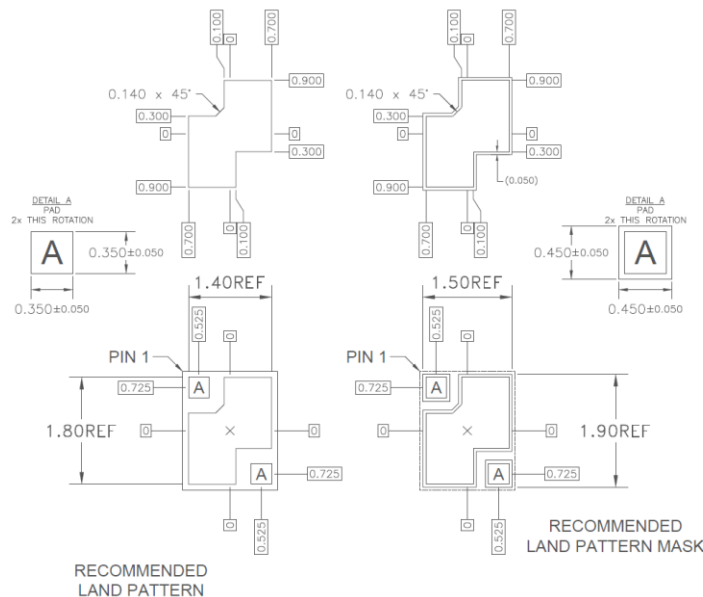 0.100
0
0.700
0.140 x 45°
0.900
0.300
0
0
0.300
0.900
0.700
0
0.100
DETAIL A
PAD
2x THIS ROTATION
A
0.350±0.050
0.350±0.050
0.100
0
0.700
0.140 x 45°
0.900
0.300
0
0
0.300
0.900
(0.050)
0.700
0
0.100
DETAIL A
PAD
2x THIS ROTATION
A
0.450±0.050
0.450±0.050
1.40REF
0.525
0
PIN 1
0.725
A
1.80REF
0
0
A
0.725
0
0.525
RECOMMENDED
LAND PATTERN
1.50REF
0.525
0
PIN 1
0.725
A
0
0
1.90REF
A
0.725
0
0.525
RECOMMENDED
LAND PATTERN MASK